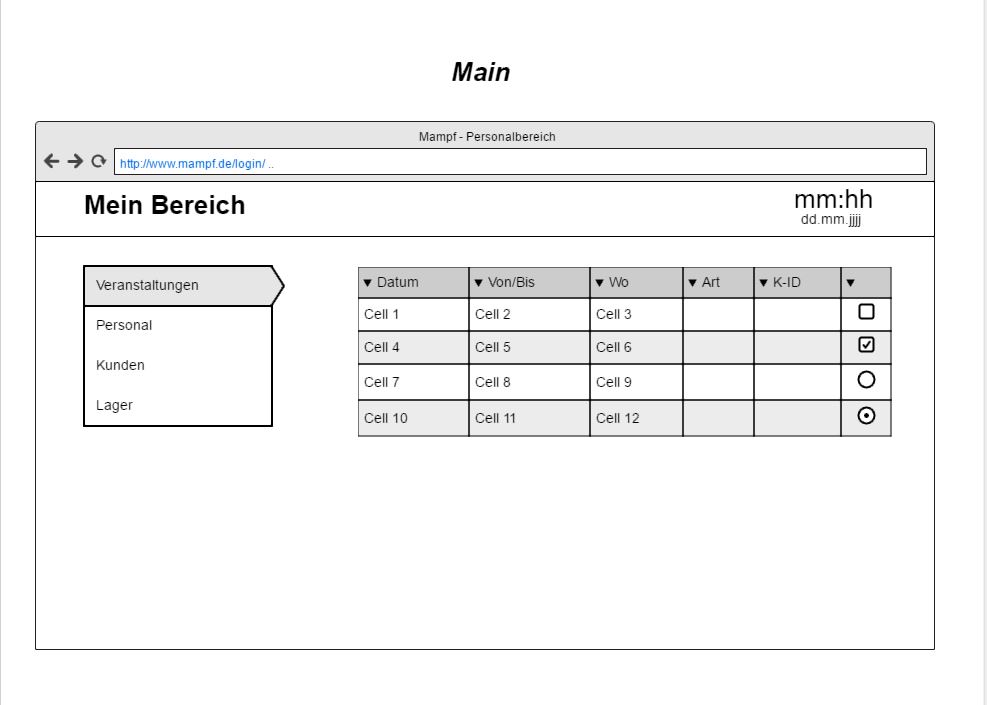 Main
Mampf - Personalbereich
http://www.mampf.de/login/ ..
Mein Bereich
mm:hh
dd.mm.jjjj
Veranstaltungen
Personal
Kunden
Lager
Datum Von/Bis Wo Art K-ID
Cell 1 Cell 2 Cell 3
Cell 4 Cell 5 Cell 6
Cell 7 Cell 8 Cell 9
Cell 10 Cell 11 Cell 12